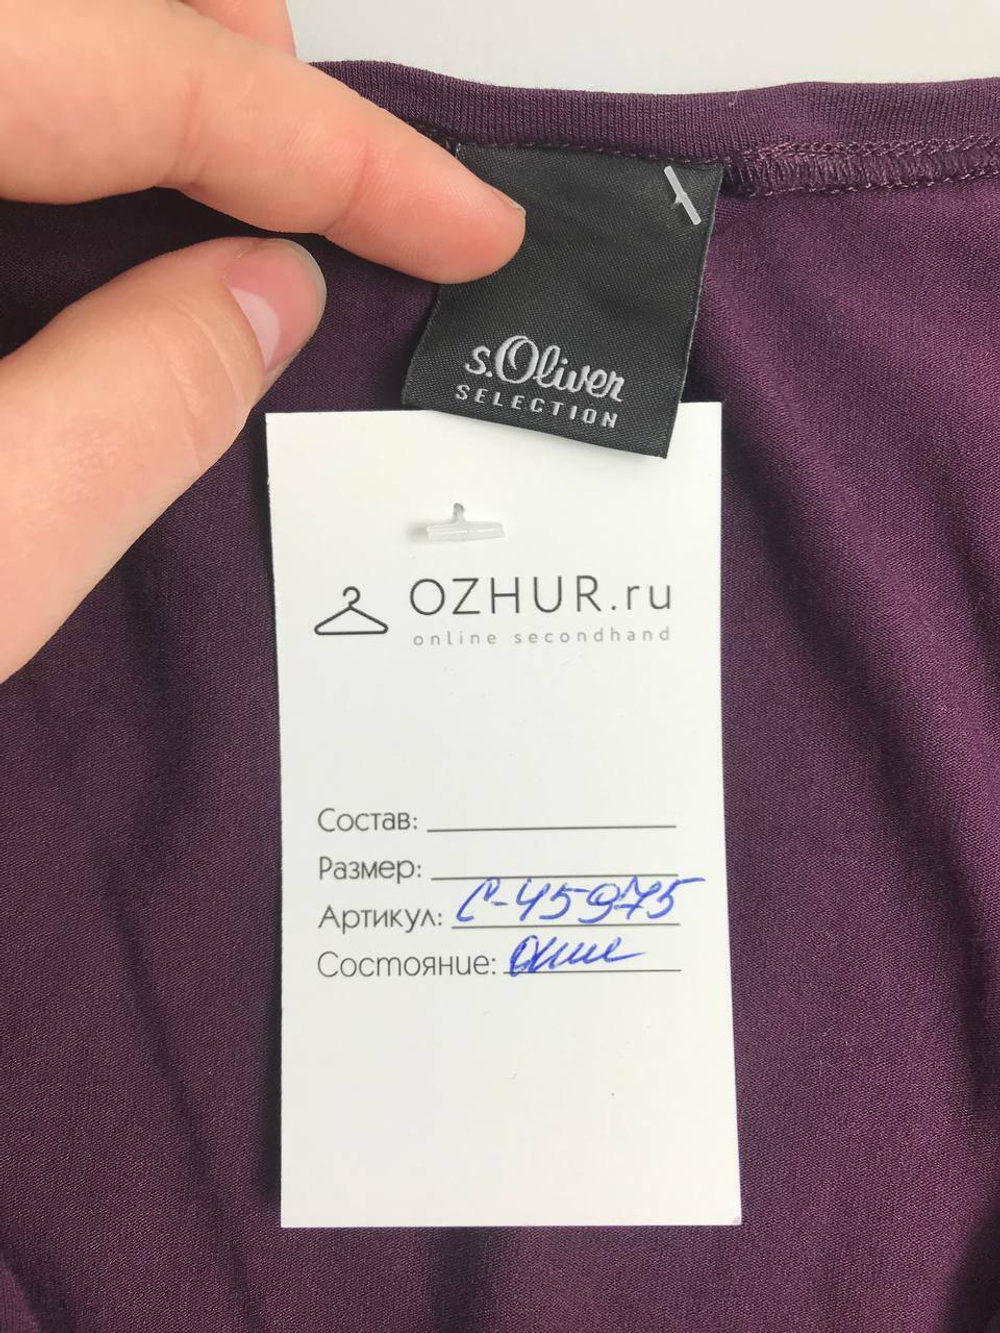 s.Oliver
SELECTION
OZHUR.ru
online secondhand
Состав:
Размер:
Артикул: С-45975
Состояние: